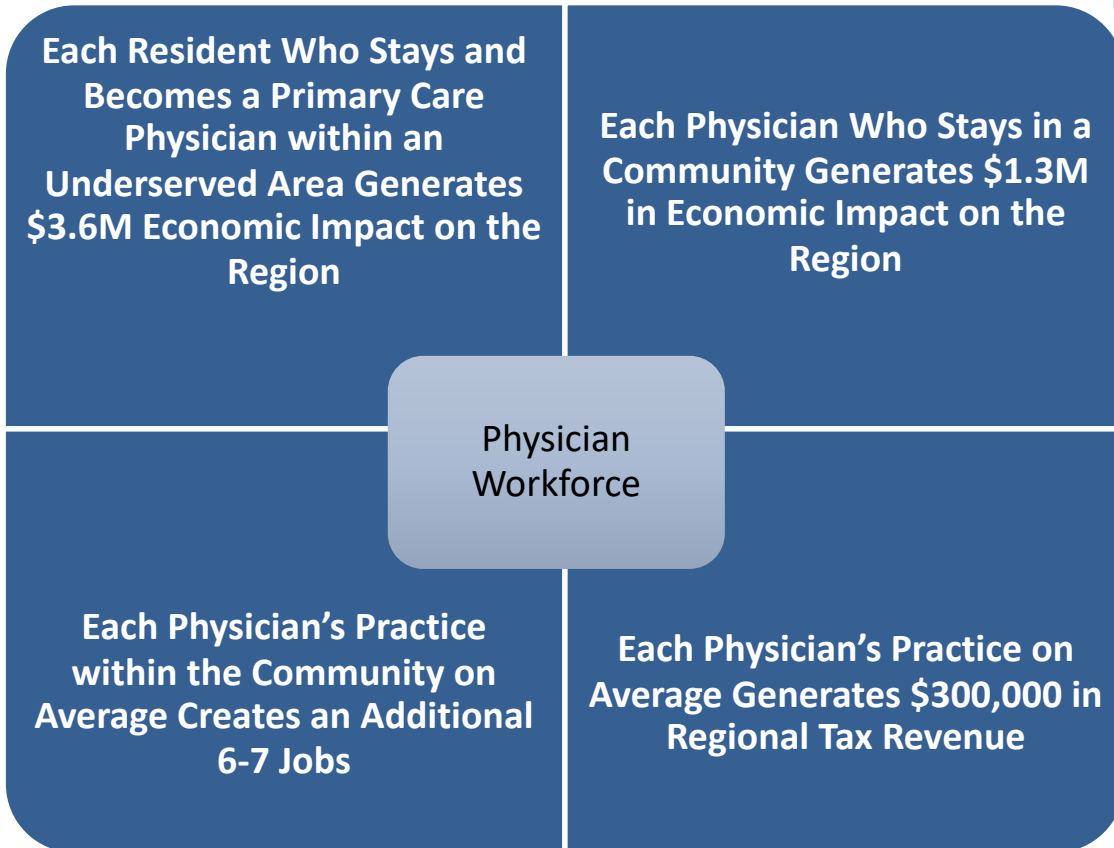 Each Resident Who Stays and
Becomes a Primary Care
Physician within an
Underserved Area Generates
$3.6M Economic Impact on the
Region
Each Physician Who Stays in a
Community Generates $1.3M
in Economic Impact on the
Region
Physician
Workforce
Each Physician’s Practice
within the Community on
Average Creates an Additional
6-7 Jobs
Each Physician’s Practice on
Average Generates $300,000 in
Regional Tax Revenue